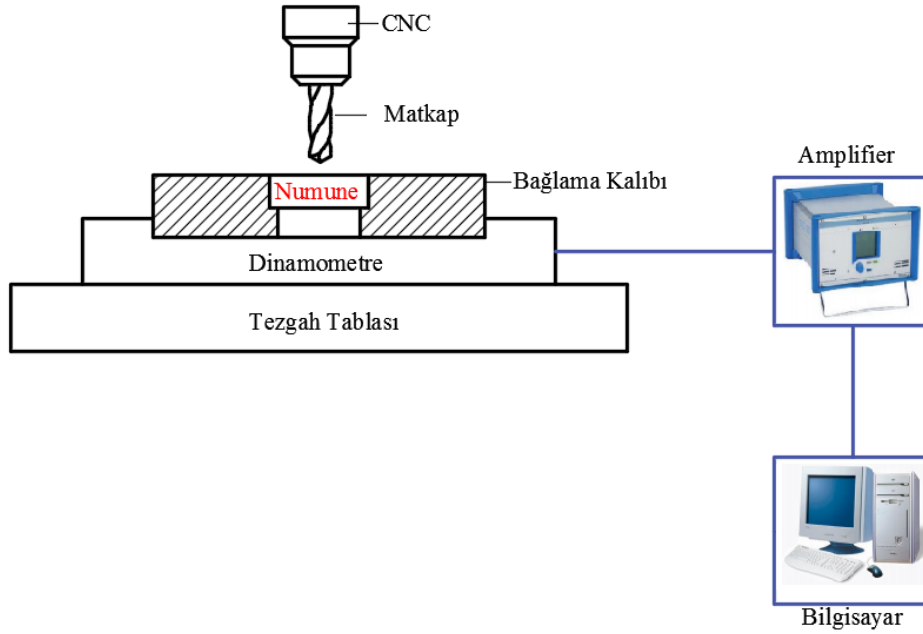 CNC
Matkap
Amplifier
Numune
Bağlama Kalıbı
Dinamometre
Tezgah Tablası
Bilgisayar